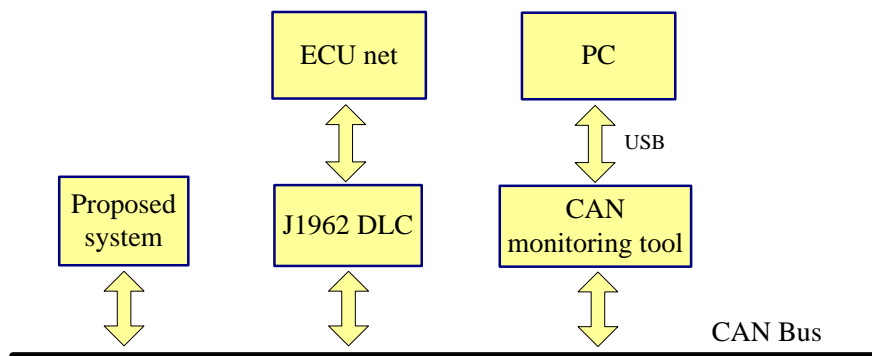 ECU net
PC
USB
Proposed
system
J1962 DLC
CAN
monitoring tool
CAN Bus